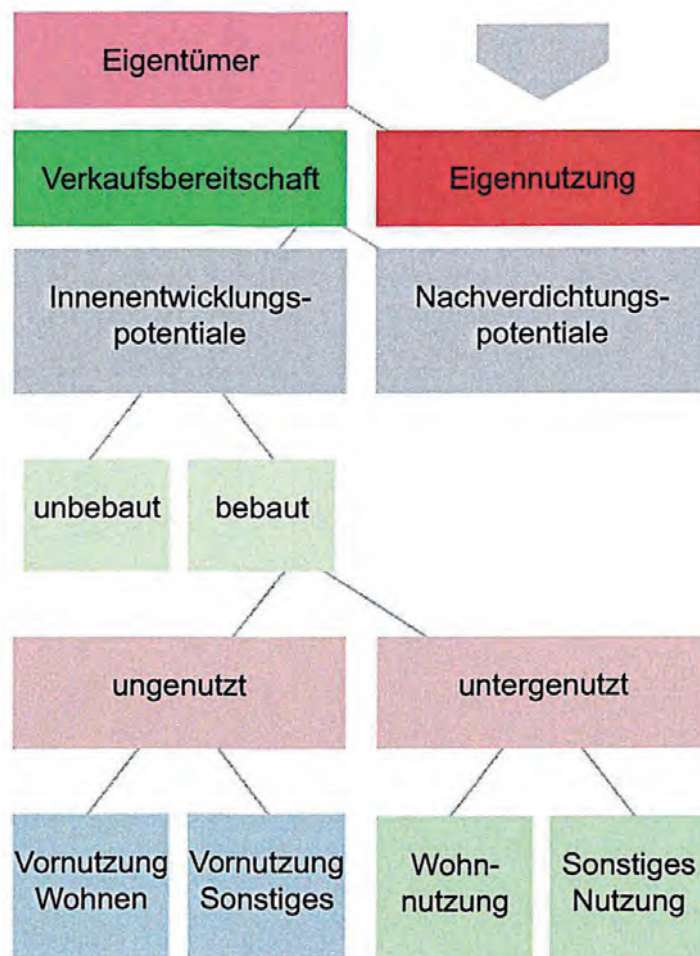 Eigentümer
Verkaufsbereitschaft
Eigennutzung
Innenentwicklungs-
potentiale
Nachverdichtungs-
potentiale
unbebaut
bebaut
ungenutzt
untergenutzt
Vornutzung
Wohnen
Vornutzung
Sonstiges
Wohn-
nutzung
Sonstiges
Nutzung